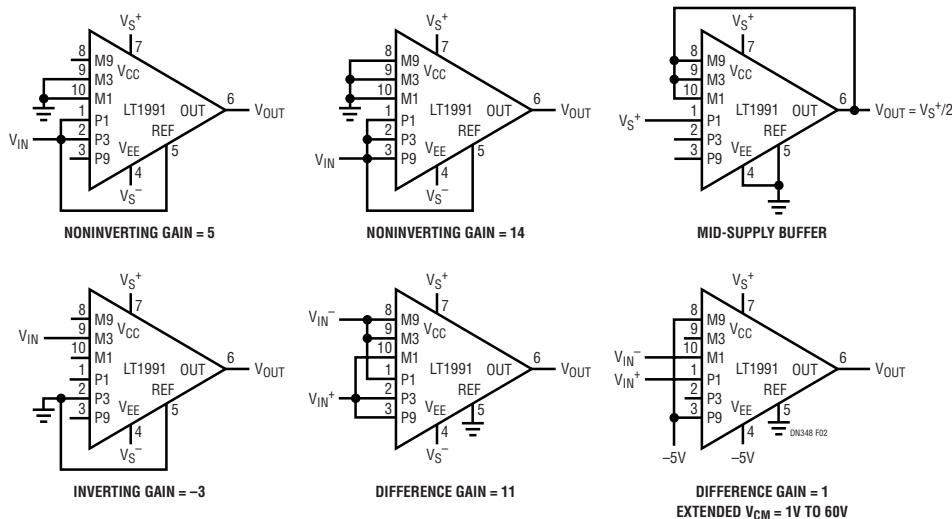 VS+
7
8 M9
9 M3
10 M1
VCC
LT1991 OUT
6
VOUT
1 P1
2 P3
3 P9
REF
VEE
5
VIN
4
VS−
NONINVERTING GAIN = 5
VS+
7
8 M9
9 M3
10 M1
VCC
LT1991 OUT
6
VOUT
1 P1
2 P3
3 P9
REF
VEE
5
VIN
4
VS−
NONINVERTING GAIN = 14
VS+
7
8 M9
9 M3
10 M1
VCC
LT1991 OUT
6
VOUT = VS+/2
VS+
1 P1
2 P3
3 P9
REF
VEE
4
5
MID-SUPPLY BUFFER
VS+
7
8 M9
VIN
9 M3
10 M1
VCC
LT1991 OUT
6
VOUT
1 P1
2 P3
3 P9
REF
VEE
5
4
VS−
INVERTING GAIN = −3
VS+
7
VIN−
8 M9
9 M3
10 M1
VCC
LT1991 OUT
6
VOUT
1 P1
VIN+
2 P3
3 P9
REF
VEE
5
4
VS−
DIFFERENCE GAIN = 11
VS+
7
8 M9
9 M3
VIN−
10 M1
VCC
LT1991 OUT
6
VOUT
VIN+
1 P1
2 P3
3 P9
REF
VEE
5
4
DN348 F02
−5V
−5V
DIFFERENCE GAIN = 1
EXTENDED VCM = 1V TO 60V